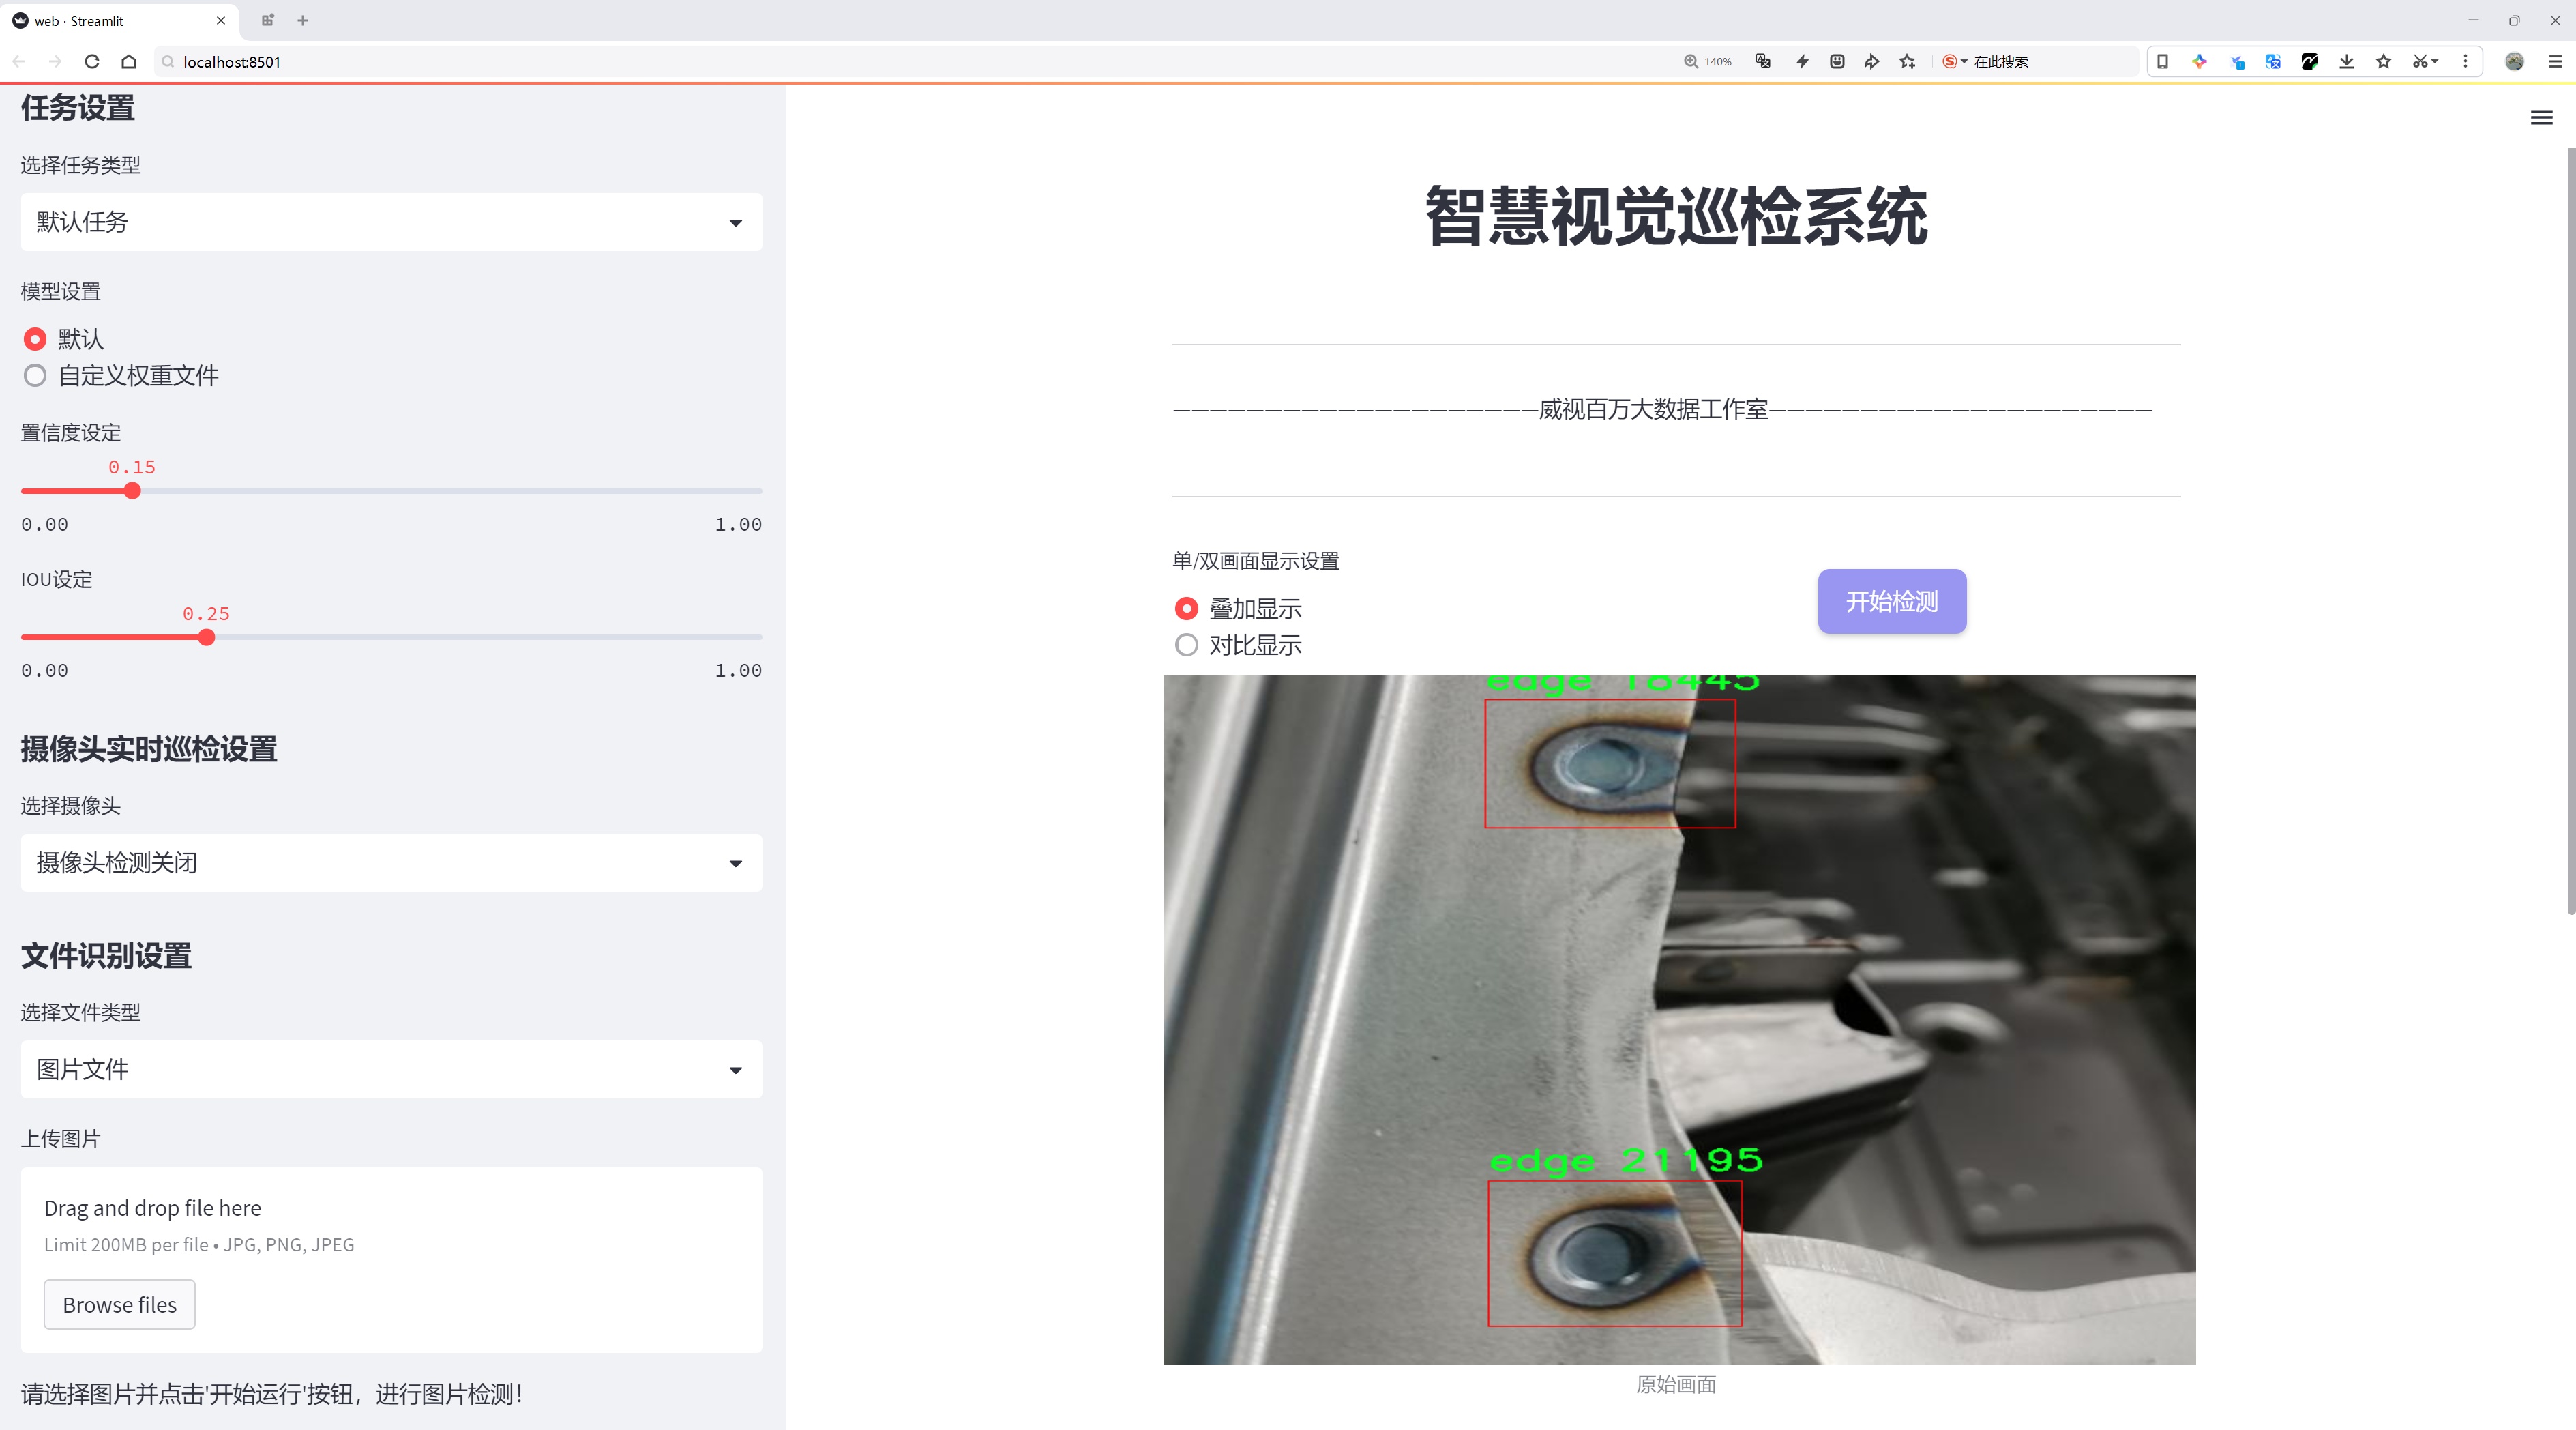 web · Streamlit
localhost:8501
140%
在此搜索
任务设置
选择任务类型
默认任务
模型设置
默认
自定义权重文件
置信度设定
0.15
0.00
1.00
IOU设定
0.25
0.00
1.00
摄像头实时巡检设置
选择摄像头
摄像头检测关闭
文件识别设置
选择文件类型
图片文件
上传图片
Drag and drop file here
Limit 200MB per file • JPG, PNG, JPEG
Browse files
请选择图片并点击'开始运行'按钮，进行图片检测！
智慧视觉巡检系统
————————————————————威视百万大数据工作室—————————————————————
单/双画面显示设置
叠加显示
对比显示
开始检测
edge 18445
edge 21195
原始画面